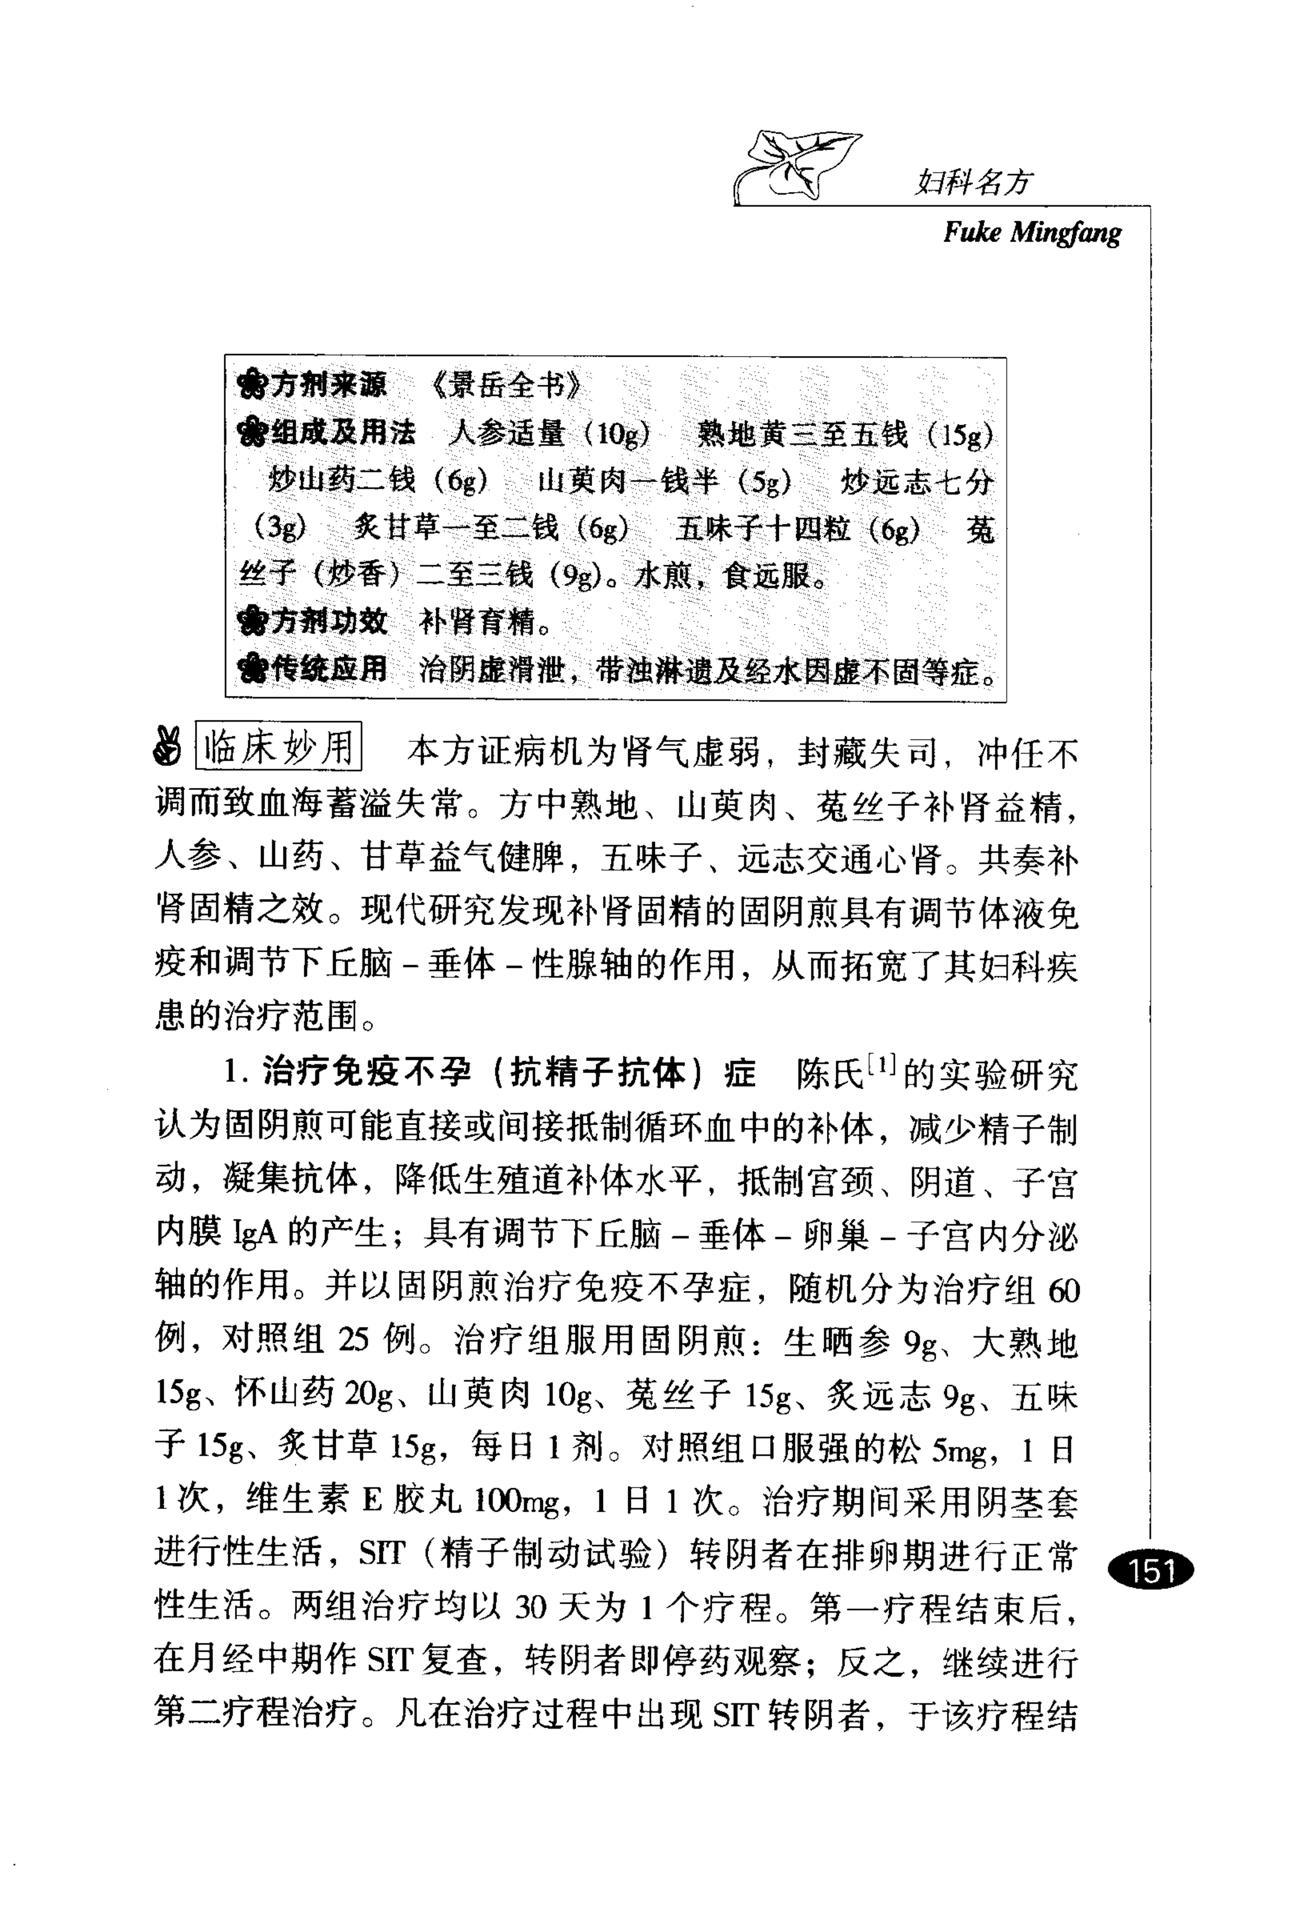 妇科名方
Fuke Mingfang
方剂来源 《景岳全书》
组成及用法 人参适量（10g） 熟地黄三至五钱（15g）
炒山药二钱（6g） 山萸肉一钱半（5g） 炒远志七分
（3g） 炙甘草一至二钱（6g） 五味子十四粒（6g） 菟
丝子（炒香）二至三钱（9g）。水煎，食远服。
方剂功效 补肾育精。
传统应用 治阴虚滑泄，带浊淋遗及经水因虚不固等症。
临床妙用 本方证病机为肾气虚弱，封藏失司，冲任不
调而致血海蓄溢失常。方中熟地、山萸肉、菟丝子补肾益精，
人参、山药、甘草益气健脾，五味子、远志交通心肾。共奏补
肾固精之效。现代研究发现补肾固精的固阴煎具有调节体液免
疫和调节下丘脑－垂体－性腺轴的作用，从而拓宽了其妇科疾
患的治疗范围。
1. 治疗免疫不孕（抗精子抗体）症 陈氏[1]的实验研究
认为固阴煎可能直接或间接抵制循环血中的补体，减少精子制
动，凝集抗体，降低生殖道补体水平，抵制宫颈、阴道、子宫
内膜 IgA 的产生；具有调节下丘脑－垂体－卵巢－子宫内分泌
轴的作用。并以固阴煎治疗免疫不孕症，随机分为治疗组 60
例，对照组 25 例。治疗组服用固阴煎：生晒参 9g、大熟地
15g、怀山药 20g、山萸肉 10g、菟丝子 15g、炙远志 9g、五味
子 15g、炙甘草 15g，每日 1 剂。对照组口服强的松 5mg，1 日
1 次，维生素 E 胶丸 100mg，1 日 1 次。治疗期间采用阴茎套
进行性生活，SIT（精子制动试验）转阴者在排卵期进行正常
性生活。两组治疗均以 30 天为 1 个疗程。第一疗程结束后，
在月经中期作 SIT 复查，转阴者即停药观察；反之，继续进行
第二疗程治疗。凡在治疗过程中出现 SIT 转阴者，于该疗程结
151